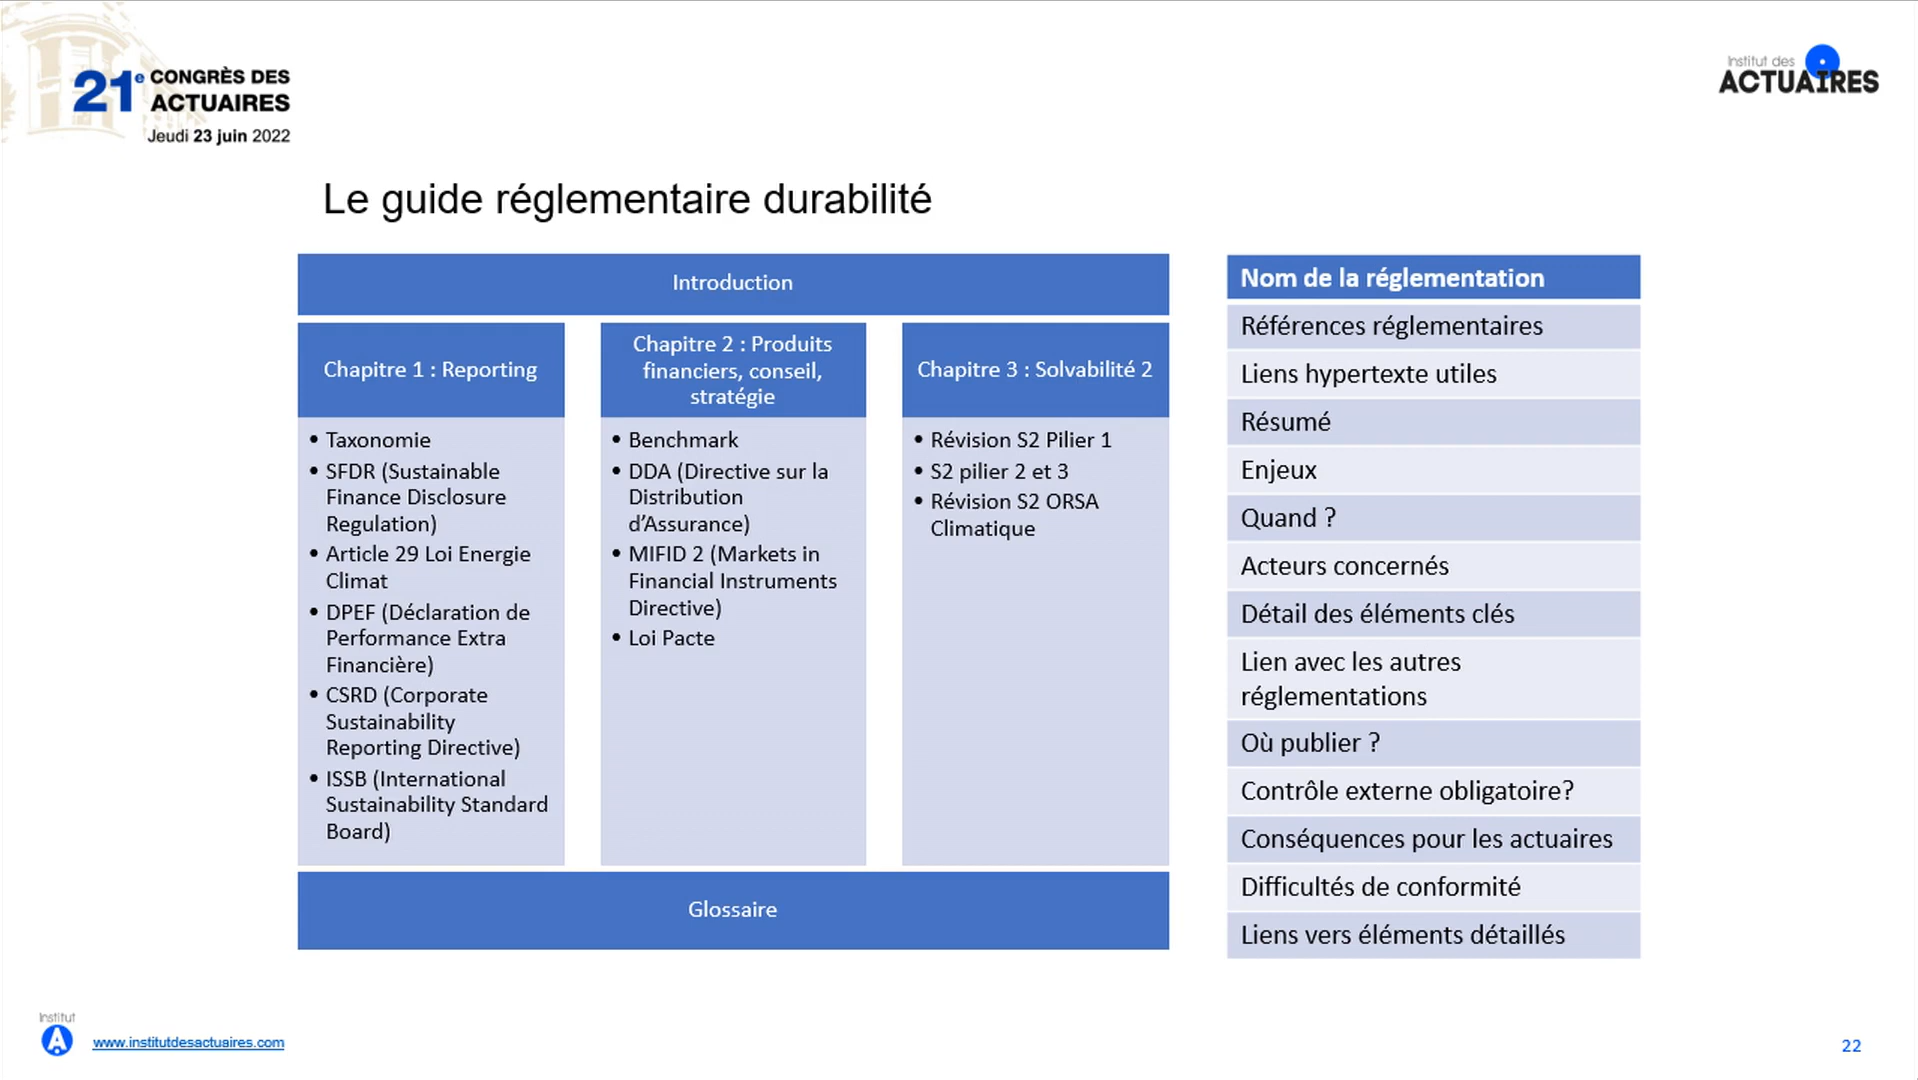 21e CONGRÈS DES
ACTUAIRES
Jeudi 23 juin 2022
Institut des
ACTUAIRES
Le guide réglementaire durabilité
Introduction
Chapitre 1 : Reporting
• Taxonomie
• SFDR (Sustainable
Finance Disclosure
Regulation)
• Article 29 Loi Energie
Climat
• DPEF (Déclaration de
Performance Extra
Financière)
• CSRD (Corporate
Sustainability
Reporting Directive)
• ISSB (International
Sustainability Standard
Board)
Chapitre 2 : Produits
financiers, conseil,
stratégie
• Benchmark
• DDA (Directive sur la
Distribution
d’Assurance)
• MIFID 2 (Markets in
Financial Instruments
Directive)
• Loi Pacte
Chapitre 3 : Solvabilité 2
• Révision S2 Pilier 1
• S2 pilier 2 et 3
• Révision S2 ORSA
Climatique
Glossaire
Nom de la réglementation
Références réglementaires
Liens hypertexte utiles
Résumé
Enjeux
Quand ?
Acteurs concernés
Détail des éléments clés
Lien avec les autres
réglementations
Où publier ?
Contrôle externe obligatoire?
Conséquences pour les actuaires
Difficultés de conformité
Liens vers éléments détaillés
Institut
A
www.institutdesactuaires.com
22